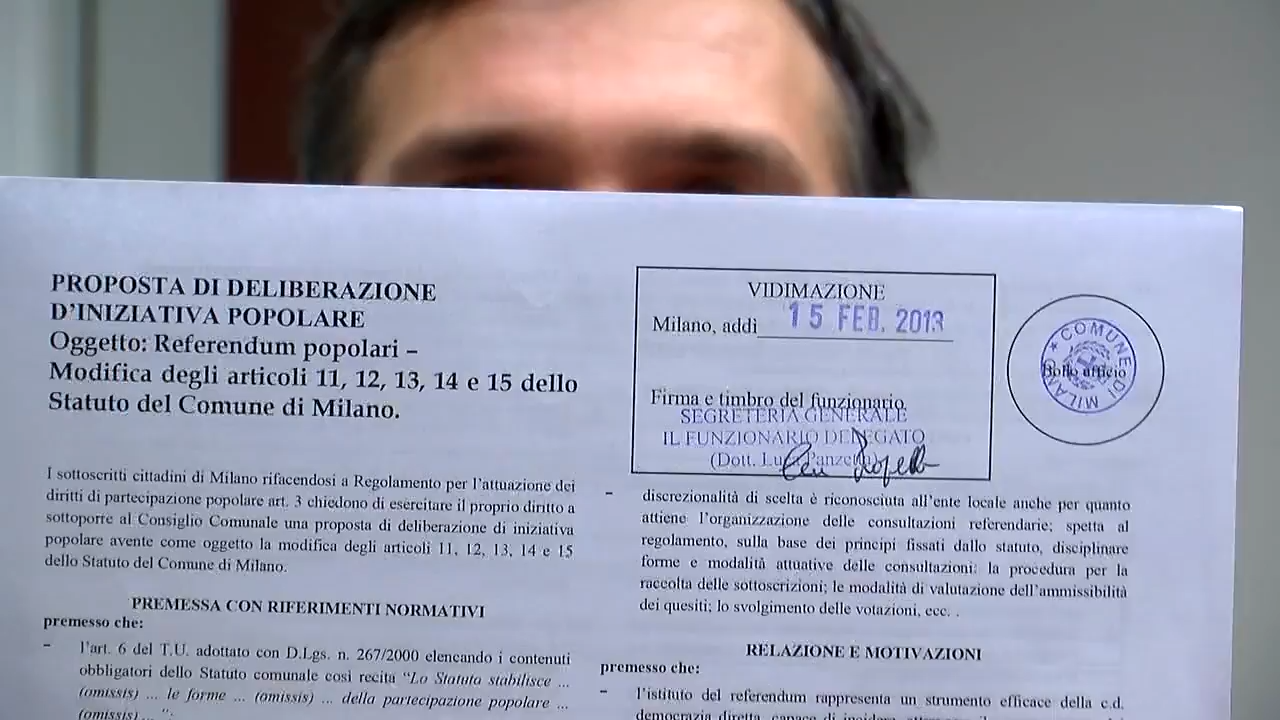 PROPOSTA DI DELIBERAZIONE
D'INIZIATIVA POPOLARE
Oggetto: Referendum popolari –
Modifica degli articoli 11, 12, 13, 14 e 15 dello
Statuto del Comune di Milano.
I sottoscritti cittadini di Milano rifacendosi a Regolamento per l'attuazione dei
diritti di partecipazione popolare art. 3 chiedono di esercitare il proprio diritto a
sottoporre al Consiglio Comunale una proposta di deliberazione di iniziativa
popolare avente come oggetto la modifica degli articoli 11, 12, 13, 14 e 15
dello Statuto del Comune di Milano.
PREMESSA CON RIFERIMENTI NORMATIVI
premesso che:
- l'art. 6 del T.U. adottato con D.Lgs. n. 267/2000 elencando i contenuti
obbligatori dello Statuto comunale così recita "Lo Statuto stabilisce ...
(omissis) ... le forme ... (omissis) ... della partecipazione popolare ...
(omissis) ... ";
VIDIMAZIONE
Milano, addì 15 FEB. 2013
Firma e timbro del funzionario
SEGRETERIA GENERALE
IL FUNZIONARIO DELEGATO
(Dott.
COMUNE DI MILANO
Bollo ufficio
- discrezionalità di scelta è riconosciuta all'ente locale anche per quanto
attiene l'organizzazione delle consultazioni referendarie; spetta al
regolamento, sulla base dei principi fissati dallo statuto, disciplinare
forme e modalità attuative delle consultazioni: la procedura per la
raccolta delle sottoscrizioni; le modalità di valutazione dell'ammissibilità
dei quesiti; lo svolgimento delle votazioni, ecc. .
RELAZIONE E MOTIVAZIONI
premesso che:
- l'istituto del referendum rappresenta un strumento efficace della c.d.
democrazia diretta, capace di